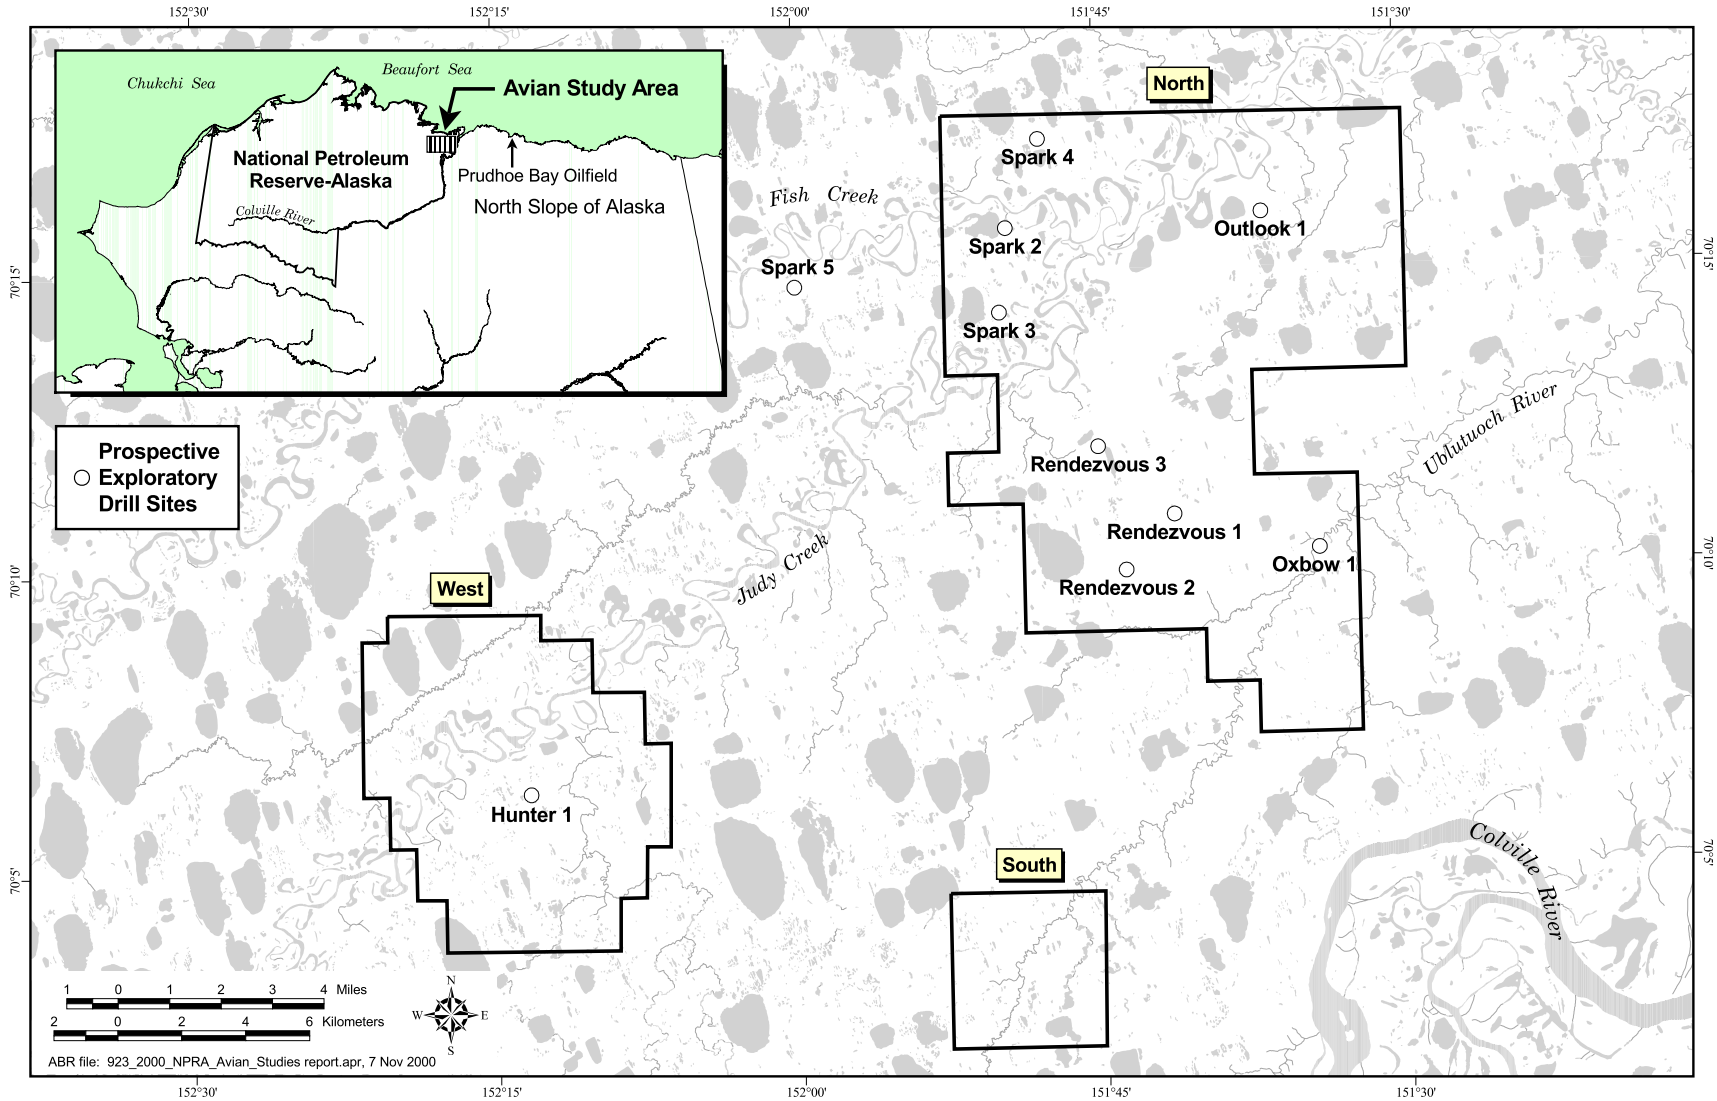 152°30'
152°15'
152°00'
151°45'
151°30'
Chukchi Sea
Beaufort Sea
Avian Study Area
National Petroleum
Reserve-Alaska
Prudhoe Bay Oilfield
Colville River
North Slope of Alaska
North
Spark 4
Fish Creek
Outlook 1
Spark 2
Spark 5
Spark 3
70°15'
70°15'
Prospective
Exploratory
Drill Sites
Ublutuoch River
Rendezvous 3
Rendezvous 1
Oxbow 1
Rendezvous 2
Judy Creek
70°10'
70°10'
West
Hunter 1
South
Colville River
70°5'
70°5'
1 0 1 2 3 4 Miles
2 0 2 4 6 Kilometers
N
W E
S
ABR file: 923_2000_NPRA_Avian_Studies report.apr, 7 Nov 2000
152°30'
152°15'
152°00'
151°45'
151°30'